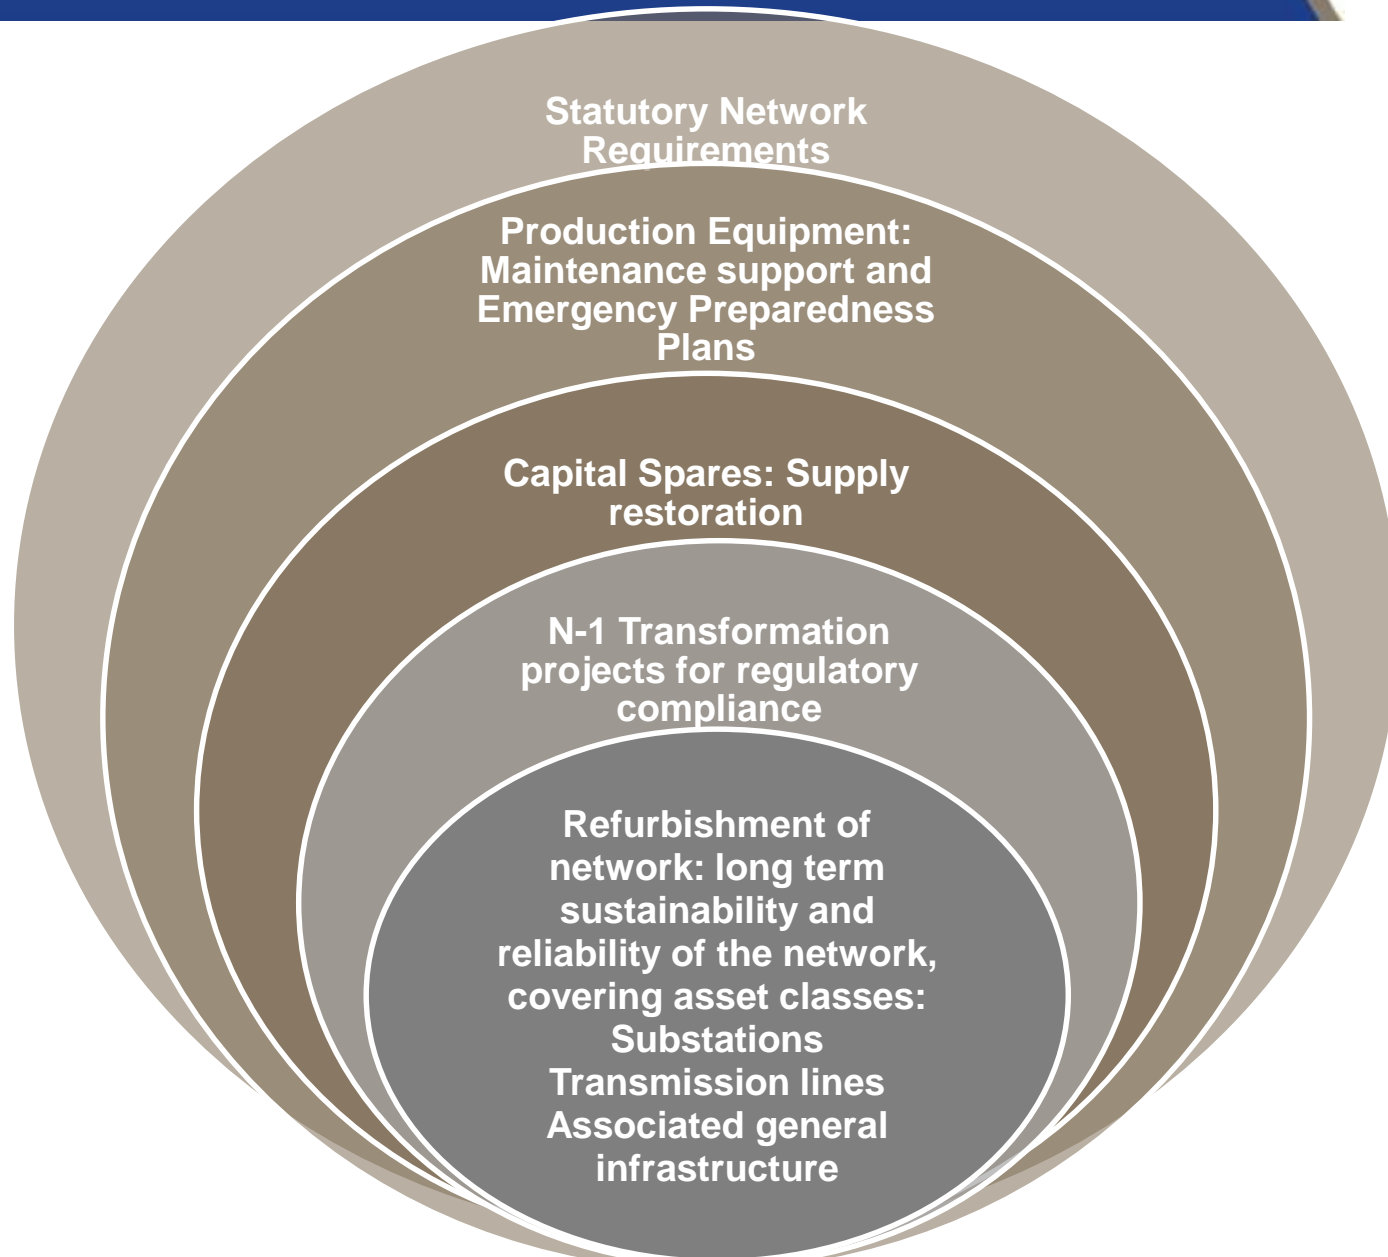 Statutory Network
Requirements
Production Equipment:
Maintenance support and
Emergency Preparedness
Plans
Capital Spares: Supply
restoration
N-1 Transformation
projects for regulatory
compliance
Refurbishment of
network: long term
sustainability and
reliability of the network,
covering asset classes:
Substations
Transmission lines
Associated general
infrastructure